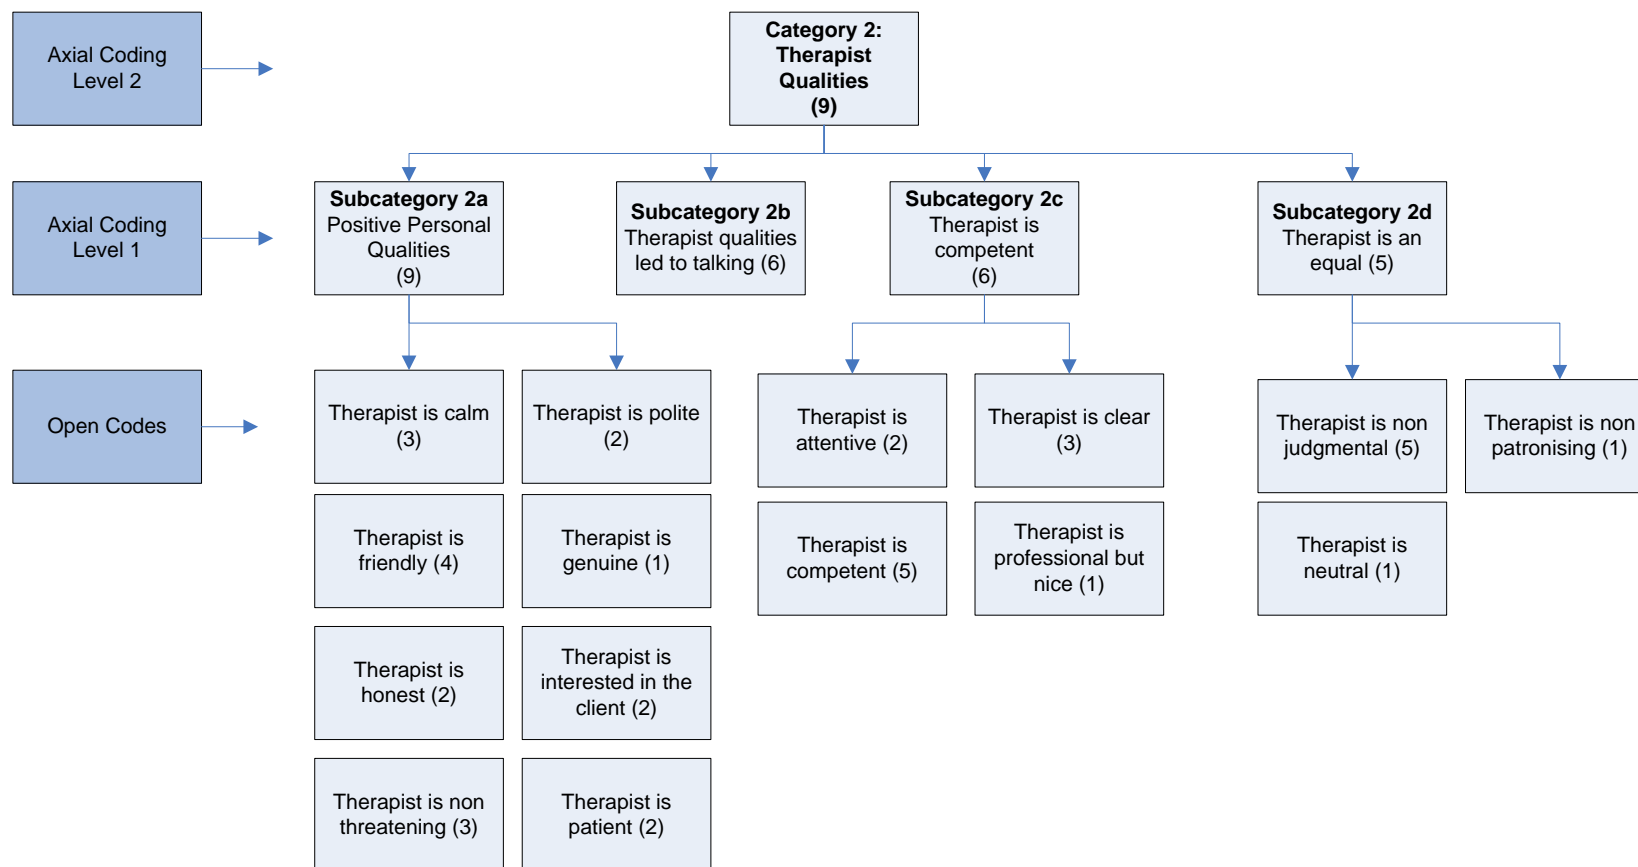 Axial Coding
Level 2
Category 2:
Therapist
Qualities
(9)
Axial Coding
Level 1
Subcategory 2a
Positive Personal
Qualities
(9)
Subcategory 2b
Therapist qualities
led to talking (6)
Subcategory 2c
Therapist is
competent
(6)
Subcategory 2d
Therapist is an
equal (5)
Open Codes
Therapist is calm
(3)
Therapist is polite
(2)
Therapist is
attentive (2)
Therapist is clear
(3)
Therapist is non
judgmental (5)
Therapist is non
patronising (1)
Therapist is
friendly (4)
Therapist is
genuine (1)
Therapist is
competent (5)
Therapist is
professional but
nice (1)
Therapist is
neutral (1)
Therapist is
honest (2)
Therapist is
interested in the
client (2)
Therapist is non
threatening (3)
Therapist is
patient (2)